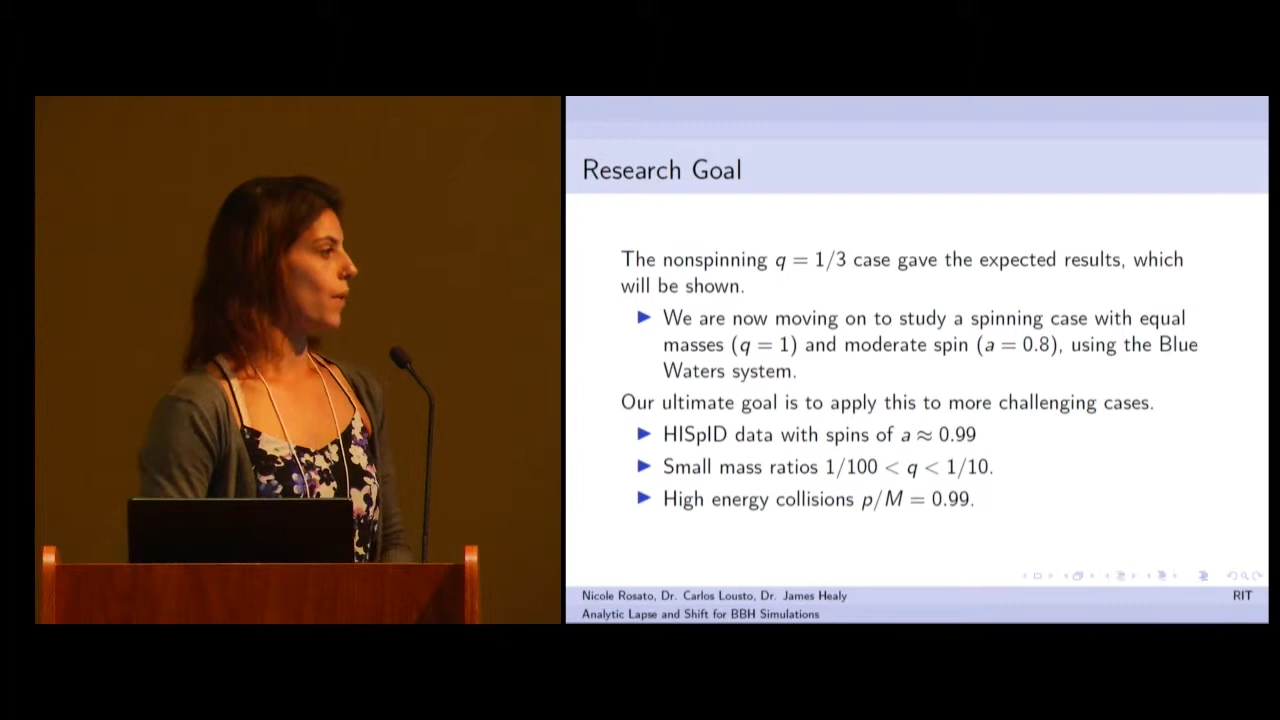 Research Goal
The nonspinning q = 1/3 case gave the expected results, which
will be shown.
We are now moving on to study a spinning case with equal
masses (q = 1) and moderate spin (a = 0.8), using the Blue
Waters system.
Our ultimate goal is to apply this to more challenging cases.
HISpID data with spins of a ≈ 0.99
Small mass ratios 1/100 < q < 1/10.
High energy collisions p/M = 0.99.
Nicole Rosato, Dr. Carlos Lousto, Dr. James Healy
RIT
Analytic Lapse and Shift for BBH Simulations